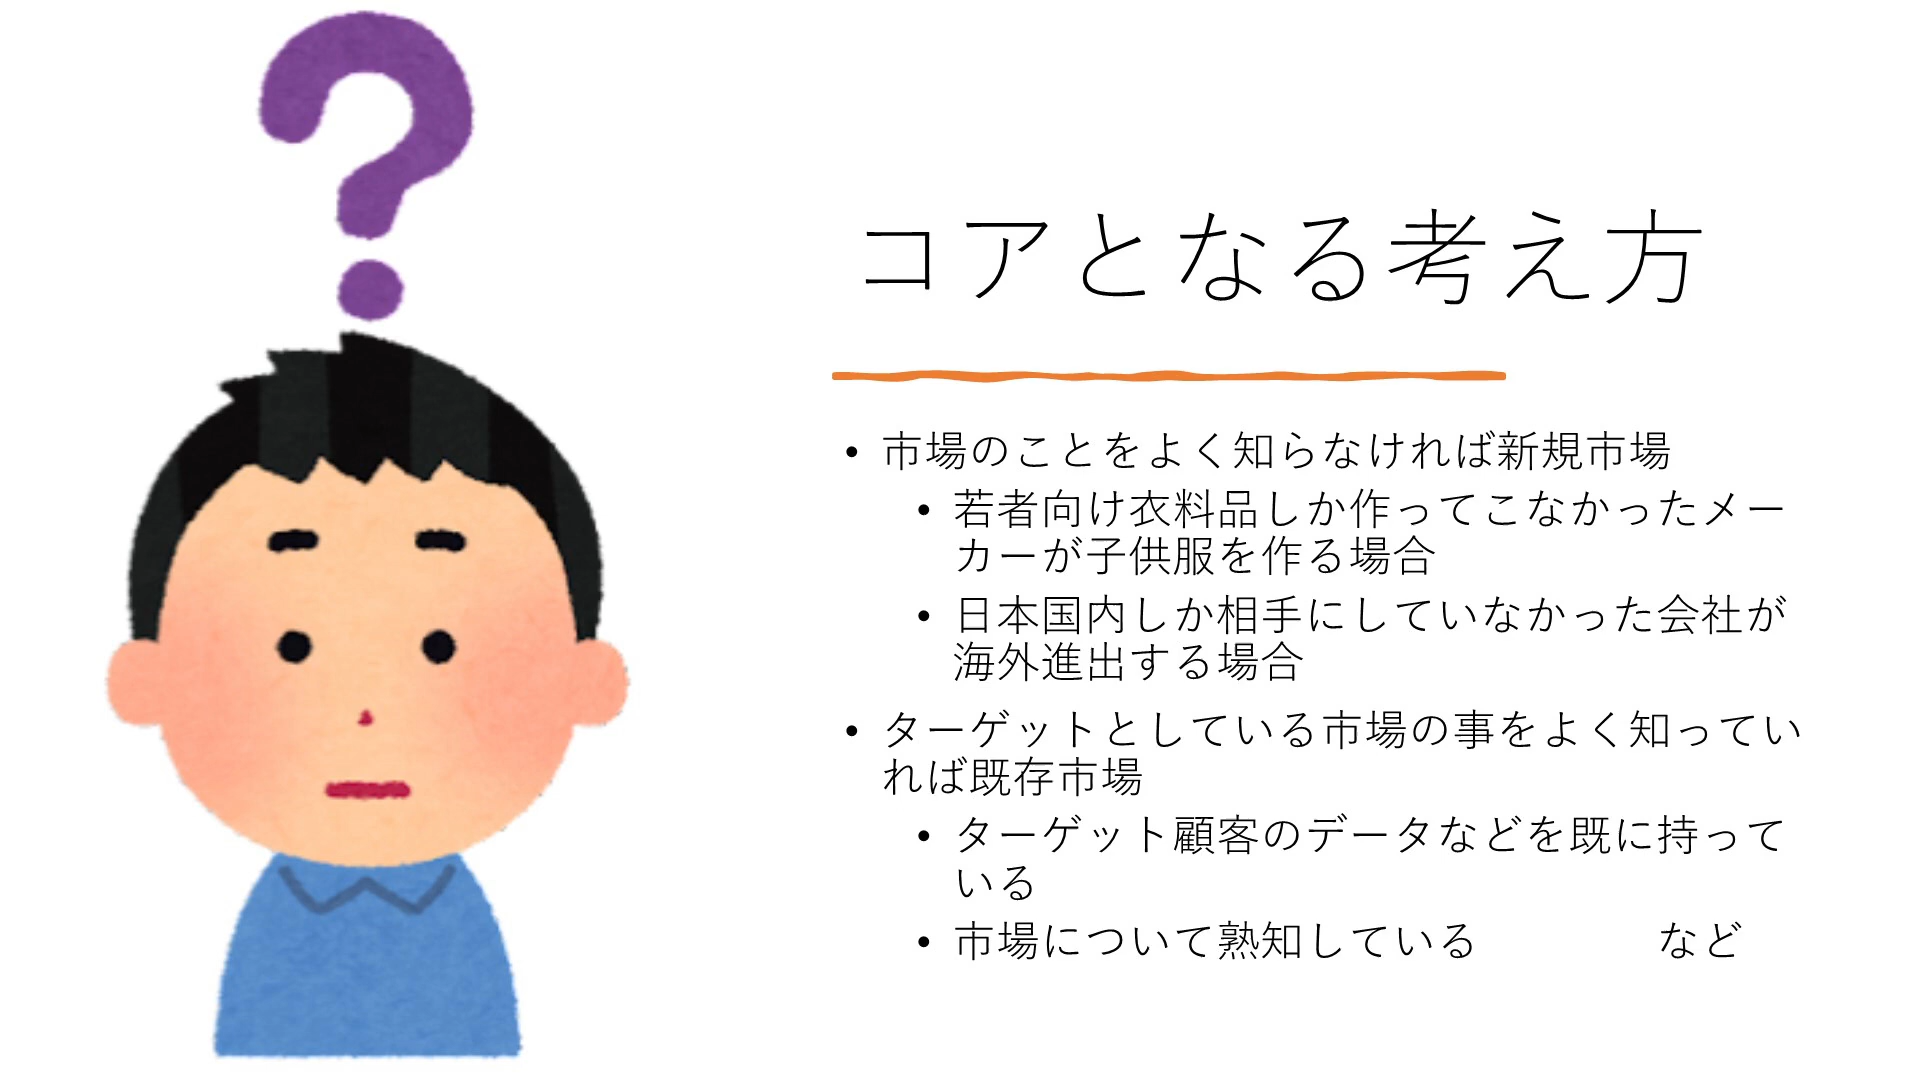 コアとなる考え方
• 市場のことをよく知らなければ新規市場
• 若者向け衣料品しか作ってこなかったメー
カーが子供服を作る場合
• 日本国内しか相手にしていなかった会社が
海外進出する場合
• ターゲットとしている市場の事をよく知ってい
れば既存市場
• ターゲット顧客のデータなどを既に持って
いる
• 市場について熟知している　　　　など